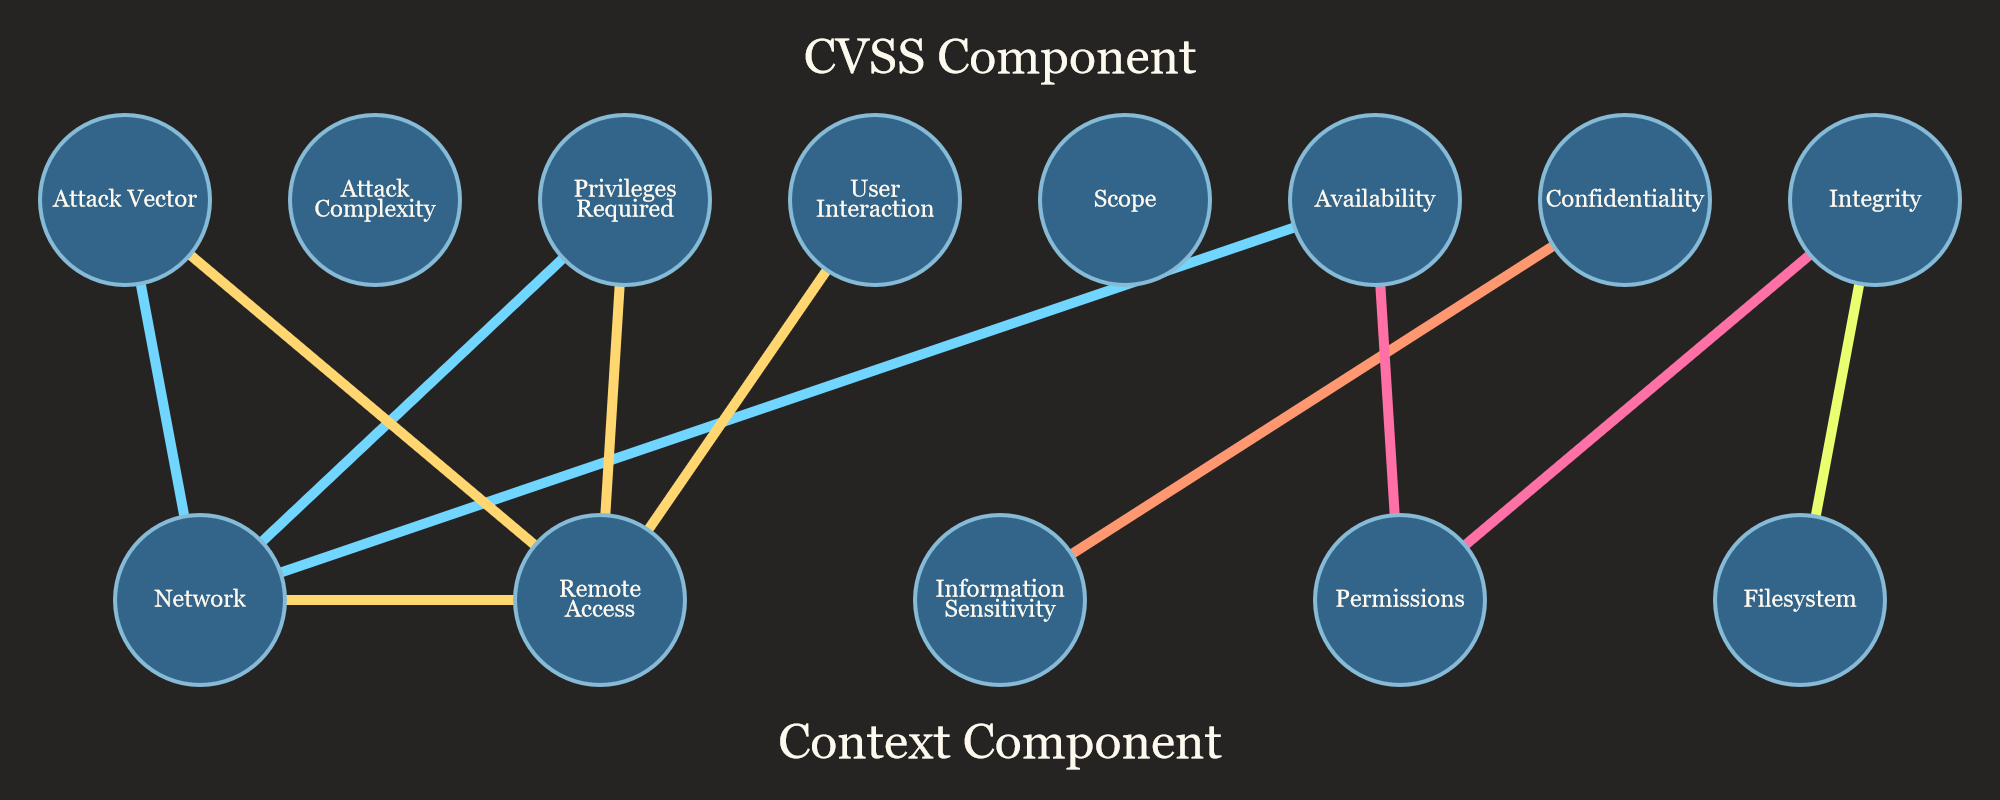 CVSS Component
Attack Vector
Attack
Complexity
Privileges
Required
User
Interaction
Scope
Availability
Confidentiality
Integrity
Network
Remote
Access
Information
Sensitivity
Permissions
Filesystem
Context Component